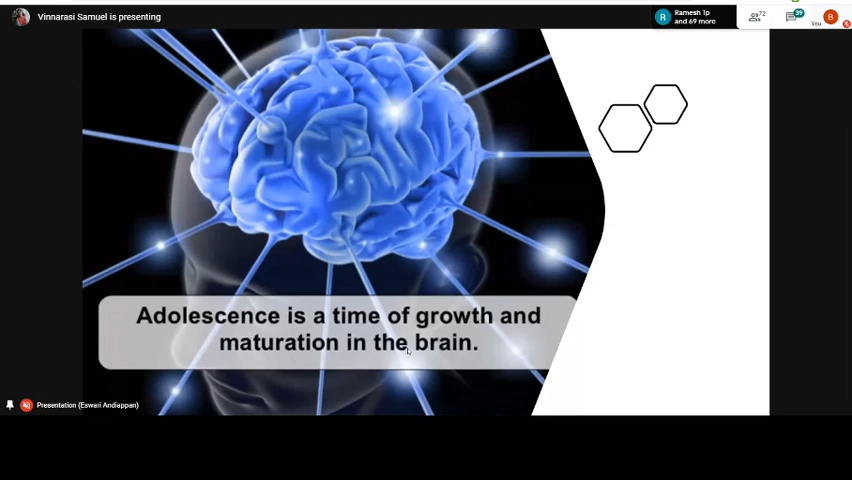 Vinnarasi Samuel is presenting
R
Ramesh Tp
and 69 more
72
39
B
You
Adolescence is a time of growth and
maturation in the brain.
Presentation (Eswari Andiappan)